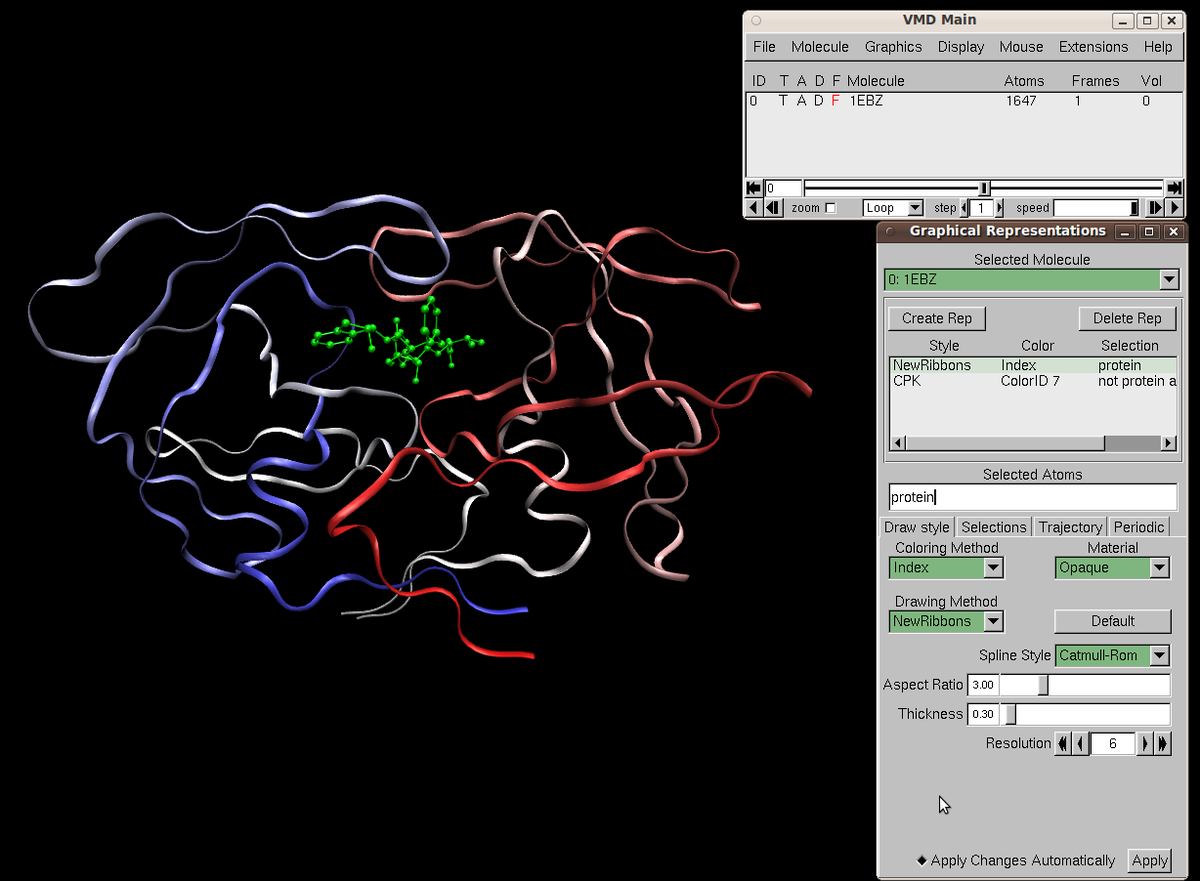 VMD Main
File Molecule Graphics Display Mouse Extensions Help
ID T A D F Molecule Atoms Frames Vol
0 T A D F 1EBZ 1647 1 0
0
zoom Loop step 1 speed
Graphical Representations
Selected Molecule
0: 1EBZ
Create Rep Delete Rep
Style Color Selection
NewRibbons Index protein
CPK ColorID 7 not protein a
Selected Atoms
protein
Draw style Selections Trajectory Periodic
Coloring Method Material
Index Opaque
Drawing Method
NewRibbons Default
Spline Style Catmull-Rom
Aspect Ratio 3.00
Thickness 0.30
Resolution 6
Apply Changes Automatically Apply